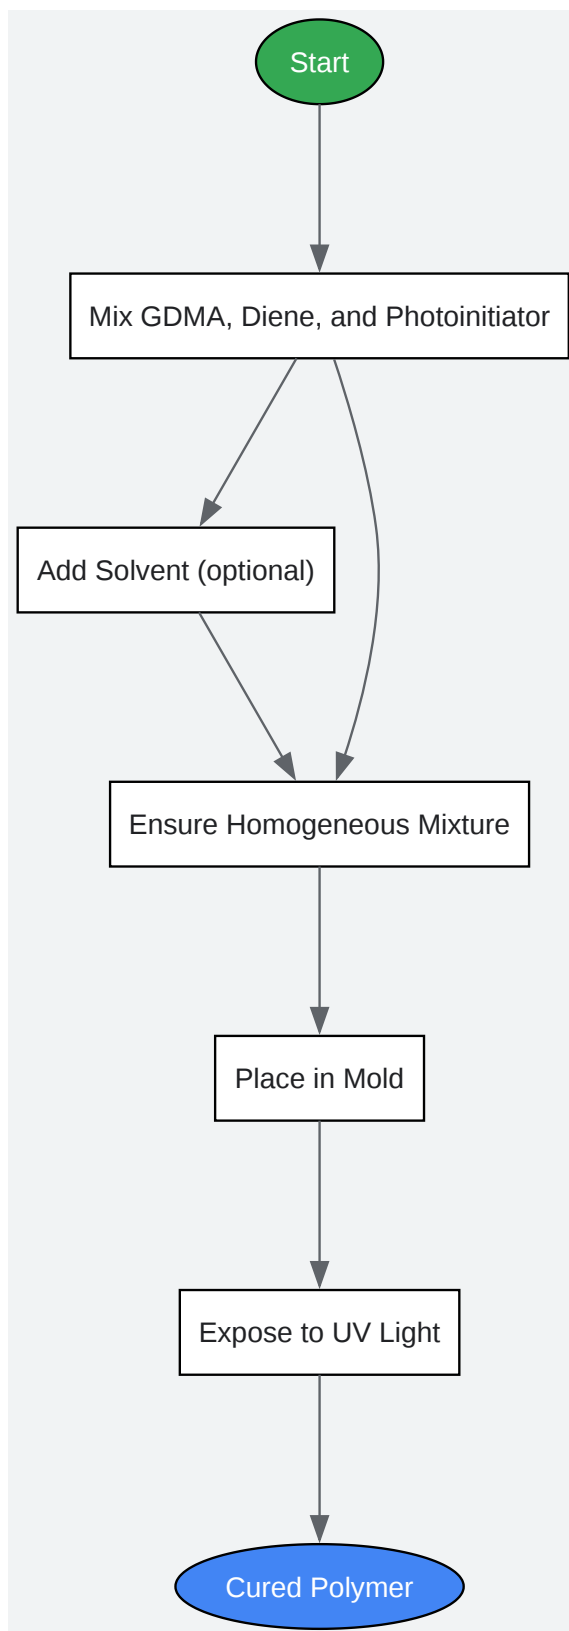 Start
Mix GDMA, Diene, and Photoinitiator
Add Solvent (optional)
Ensure Homogeneous Mixture
Place in Mold
Expose to UV Light
Cured Polymer